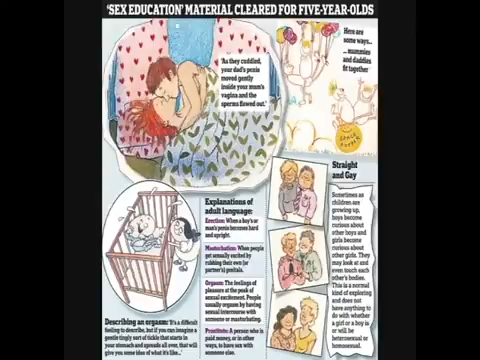 'SEX EDUCATION' MATERIAL CLEARED FOR FIVE-YEAR-OLDS
'As they cuddled,
your dad's penis
moved gently
inside your mum's
vagina and the
sperms flowed out.'
Here are
some ways...
mummies
and daddies
fit together
SPACE HOPPER
Explanations of
adult language:
Erection: When a boy's or
man's penis becomes hard
and upright.
Masturbation: When people
get sexually excited by
rubbing their own (or
partner's) genitals.
Orgasm: The feelings of
pleasure at the peak of
sexual excitement. People
usually orgasm by having
sexual intercourse with
someone or masturbating.
Prostitute: A person who is
paid money, or in other
ways, to have sex with
someone else.
Describing an orgasm: 'It's a difficult
feeling to describe, but if you can imagine a
gentle tingly sort of tickle that starts in
your stomach and spreads all over, that will
give you some idea of what it's like...'
Straight
and Gay
Sometimes as
children are
growing up,
boys become
curious about
other boys and
girls become
curious about
other girls. They
may look at and
even touch each
other's bodies.
This is a normal
kind of exploring
and does not
have anything to
do with whether
a girl or a boy is
or will be
heterosexual or
homosexual.